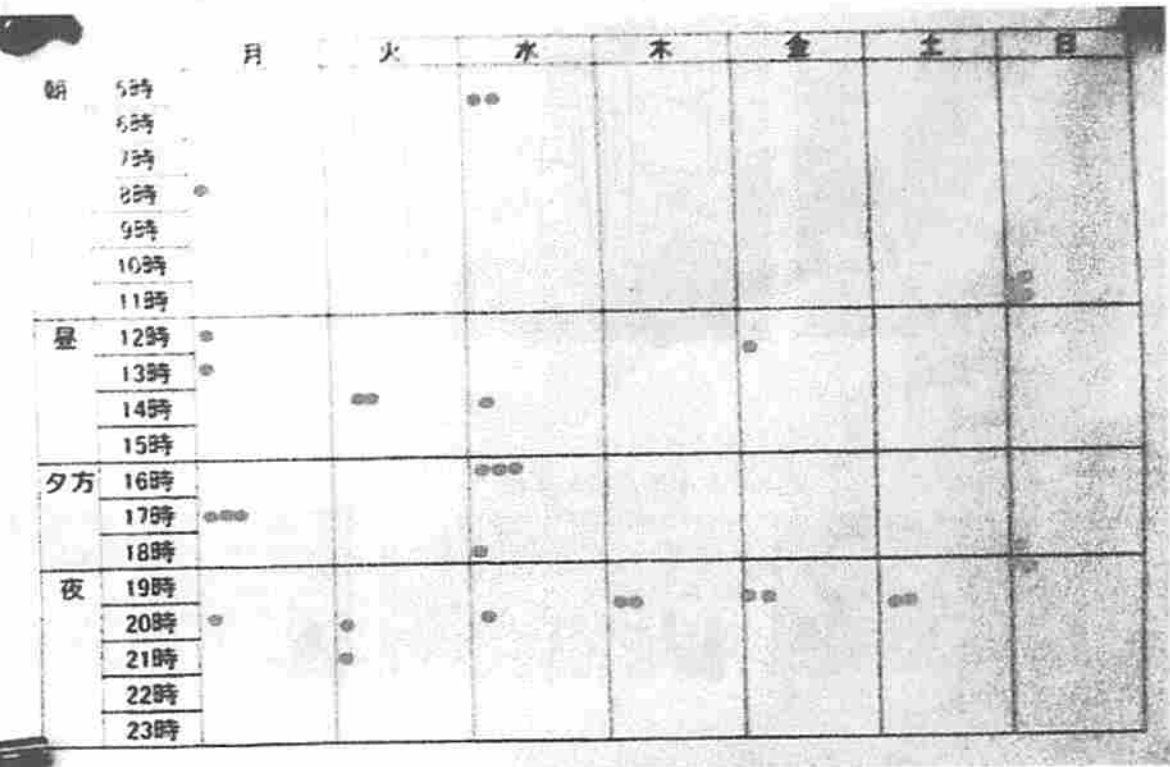 月 火 水 木 金 土 日
朝 5時
6時
7時
8時
9時
10時
11時
昼 12時
13時
14時
15時
夕方 16時
17時
18時
夜 19時
20時
21時
22時
23時